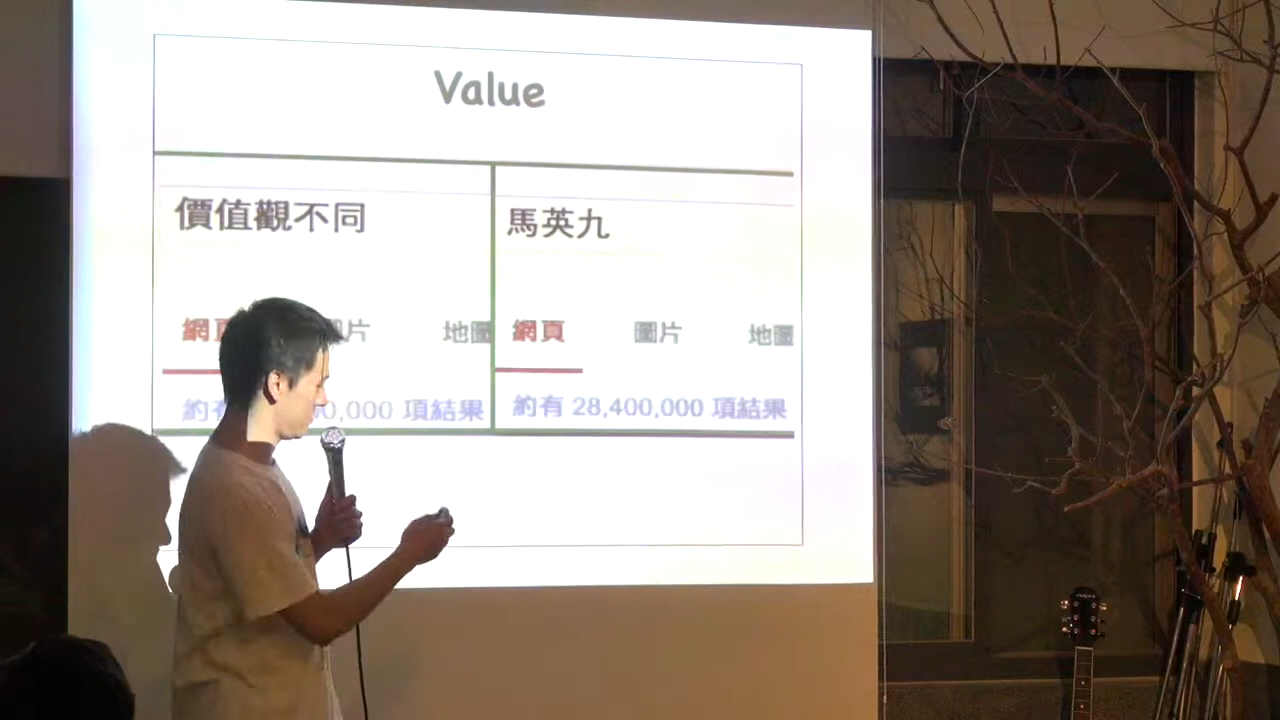 Value
價值觀不同
馬英九
網頁 圖片 地圖
網頁 圖片 地圖
項結果
約有 28,400,000 項結果